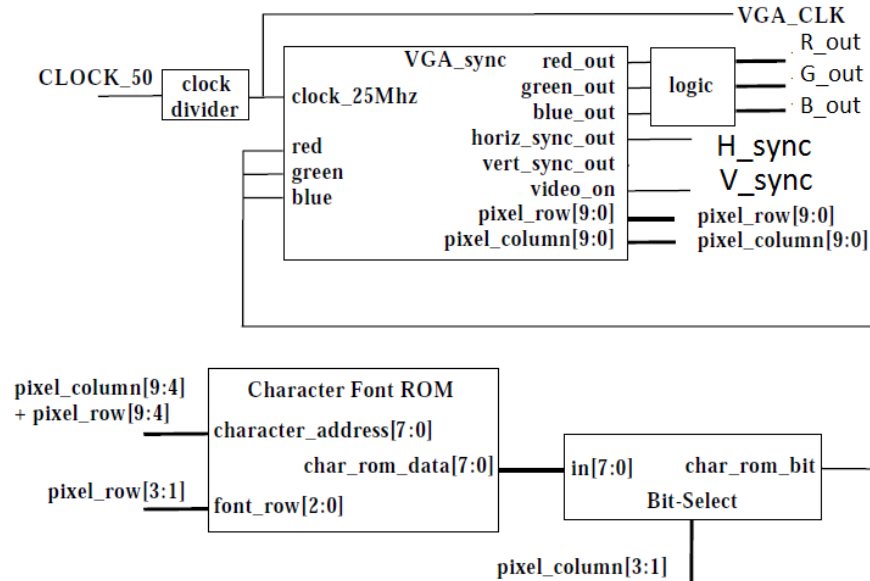 VGA_CLK
CLOCK_50
clock
divider
VGA_sync
clock_25Mhz
red
green
blue
red_out
green_out
blue_out
horiz_sync_out
vert_sync_out
video_on
pixel_row[9:0]
pixel_column[9:0]
logic
R_out
G_out
B_out
H_sync
V_sync
pixel_row[9:0]
pixel_column[9:0]
pixel_column[9:4]
+ pixel_row[9:4]
pixel_row[3:1]
Character Font ROM
character_address[7:0]
char_rom_data[7:0]
font_row[2:0]
in[7:0]
char_rom_bit
Bit-Select
pixel_column[3:1]